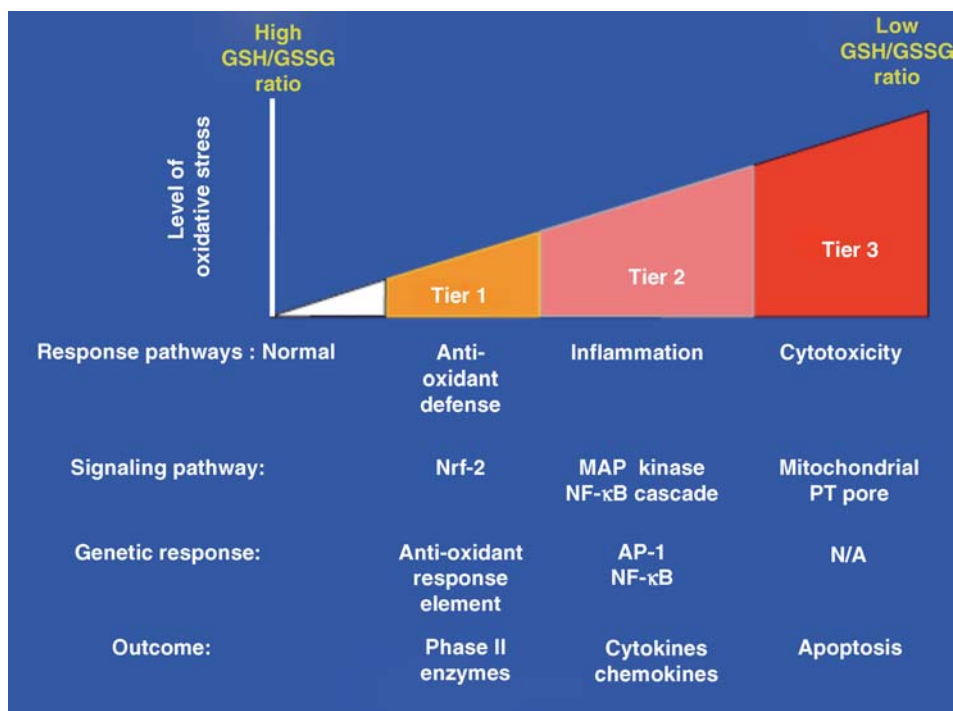 High
GSH/GSSG
ratio
Low
GSH/GSSG
ratio
Level of
oxidative stress
Tier 1
Tier 2
Tier 3
Response pathways : Normal
Anti-
oxidant
defense
Inflammation
Cytotoxicity
Signaling pathway:
Nrf-2
MAP kinase
NF-κB cascade
Mitochondrial
PT pore
Genetic response:
Anti-oxidant
response
element
AP-1
NF-κB
N/A
Outcome:
Phase II
enzymes
Cytokines
chemokines
Apoptosis